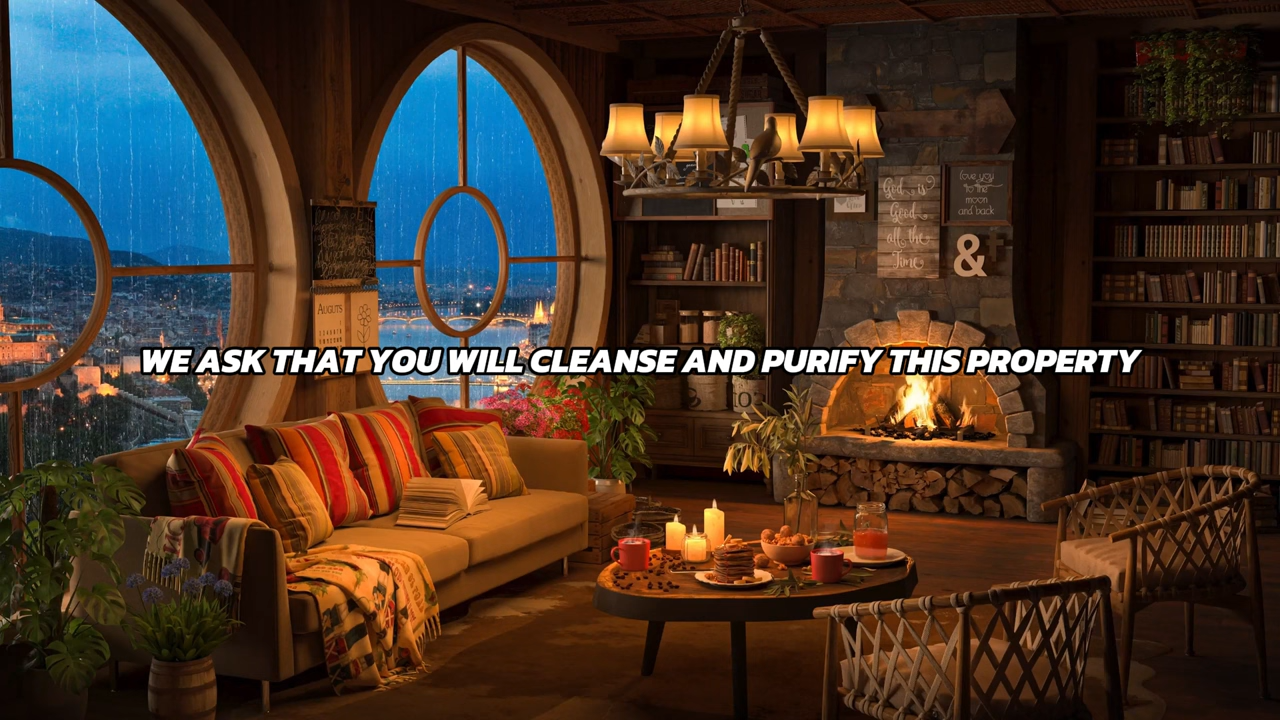 God is
Good
all the
Time
love you
to the
moon
and back
&
AUGUTS
WE ASK THAT YOU WILL CLEANSE AND PURIFY THIS PROPERTY